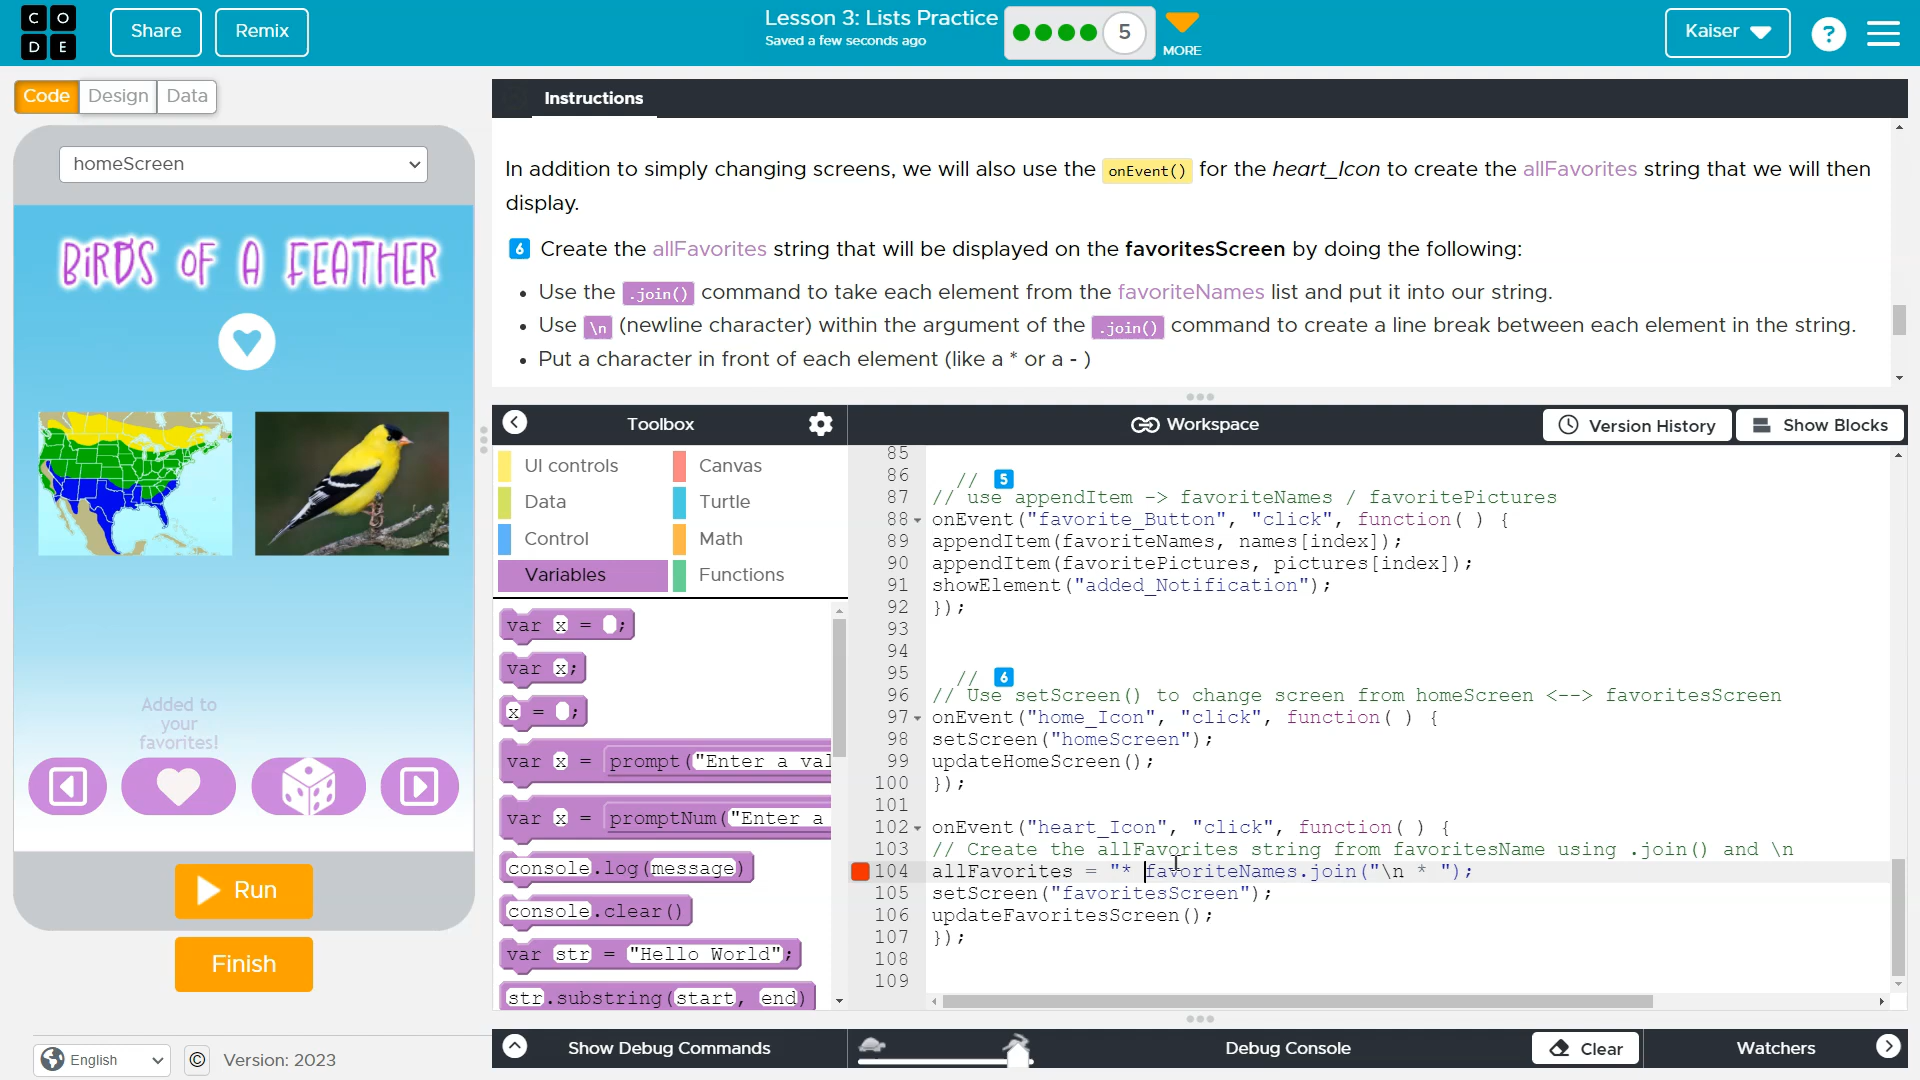 C O
D E
Share
Remix
Lesson 3: Lists Practice
Saved a few seconds ago
5
MORE
Kaiser
?
Code
Design
Data
homeScreen
BIRDS OF A FEATHER
Added to
your
favorites!
Run
Finish
English
©
Version: 2023
Instructions
In addition to simply changing screens, we will also use the onEvent() for the heart_Icon to create the allFavorites string that we will then
display.
6 Create the allFavorites string that will be displayed on the favoritesScreen by doing the following:
• Use the .join() command to take each element from the favoriteNames list and put it into our string.
• Use \n (newline character) within the argument of the .join() command to create a line break between each element in the string.
• Put a character in front of each element (like a * or a - )
Toolbox
UI controls
Canvas
Data
Turtle
Control
Math
Variables
Functions
var x = ;
var x;
x = ;
var x = prompt("Enter a val
var x = promptNum("Enter a
console.log(message)
console.clear()
var str = "Hello World";
str.substring(start, end)
Workspace
Version History
Show Blocks
85
86 // 5
87 // use appendItem -> favoriteNames / favoritePictures
88 onEvent("favorite_Button", "click", function( ) {
89 appendItem(favoriteNames, names[index]);
90 appendItem(favoritePictures, pictures[index]);
91 showElement("added_Notification");
92 });
93
94
95 // 6
96 // Use setScreen() to change screen from homeScreen <--> favoritesScreen
97 onEvent("home_Icon", "click", function( ) {
98 setScreen("homeScreen");
99 updateHomeScreen();
100 });
101
102 onEvent("heart_Icon", "click", function( ) {
103 // Create the allFavorites string from favoritesName using .join() and \n
104 allFavorites = "* favoriteNames.join("\n * ");
105 setScreen("favoritesScreen");
106 updateFavoritesScreen();
107 });
108
109
Show Debug Commands
Debug Console
Clear
Watchers